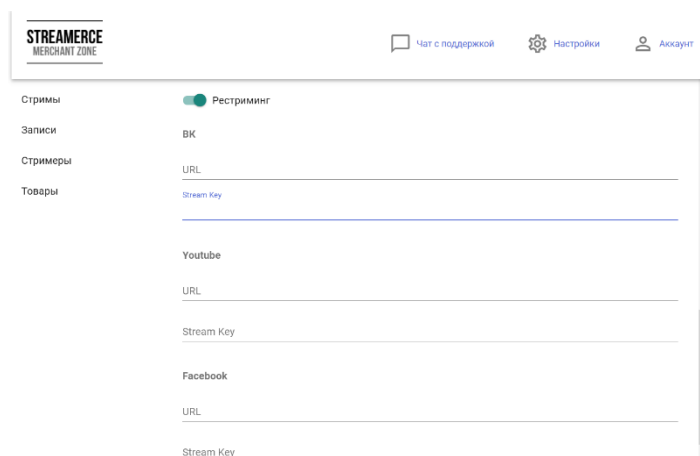 STREAMERCE
MERCHANT ZONE
Чат с поддержкой
Настройки
Аккаунт
Стримы
Записи
Стримеры
Товары
Рестриминг
ВК
URL
Stream Key
Youtube
URL
Stream Key
Facebook
URL
Stream Key